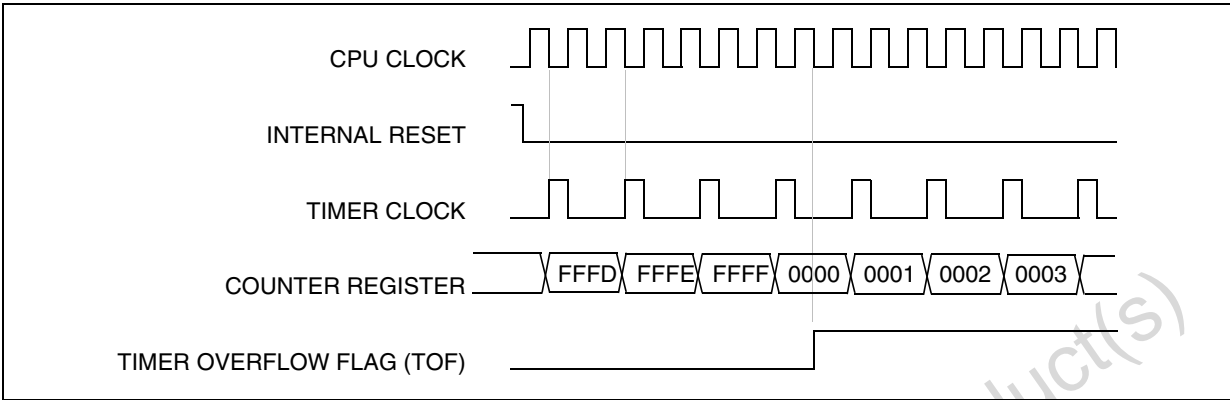 CPU CLOCK
INTERNAL RESET
TIMER CLOCK
COUNTER REGISTER FFFD FFFE FFFF 0000 0001 0002 0003
TIMER OVERFLOW FLAG (TOF)